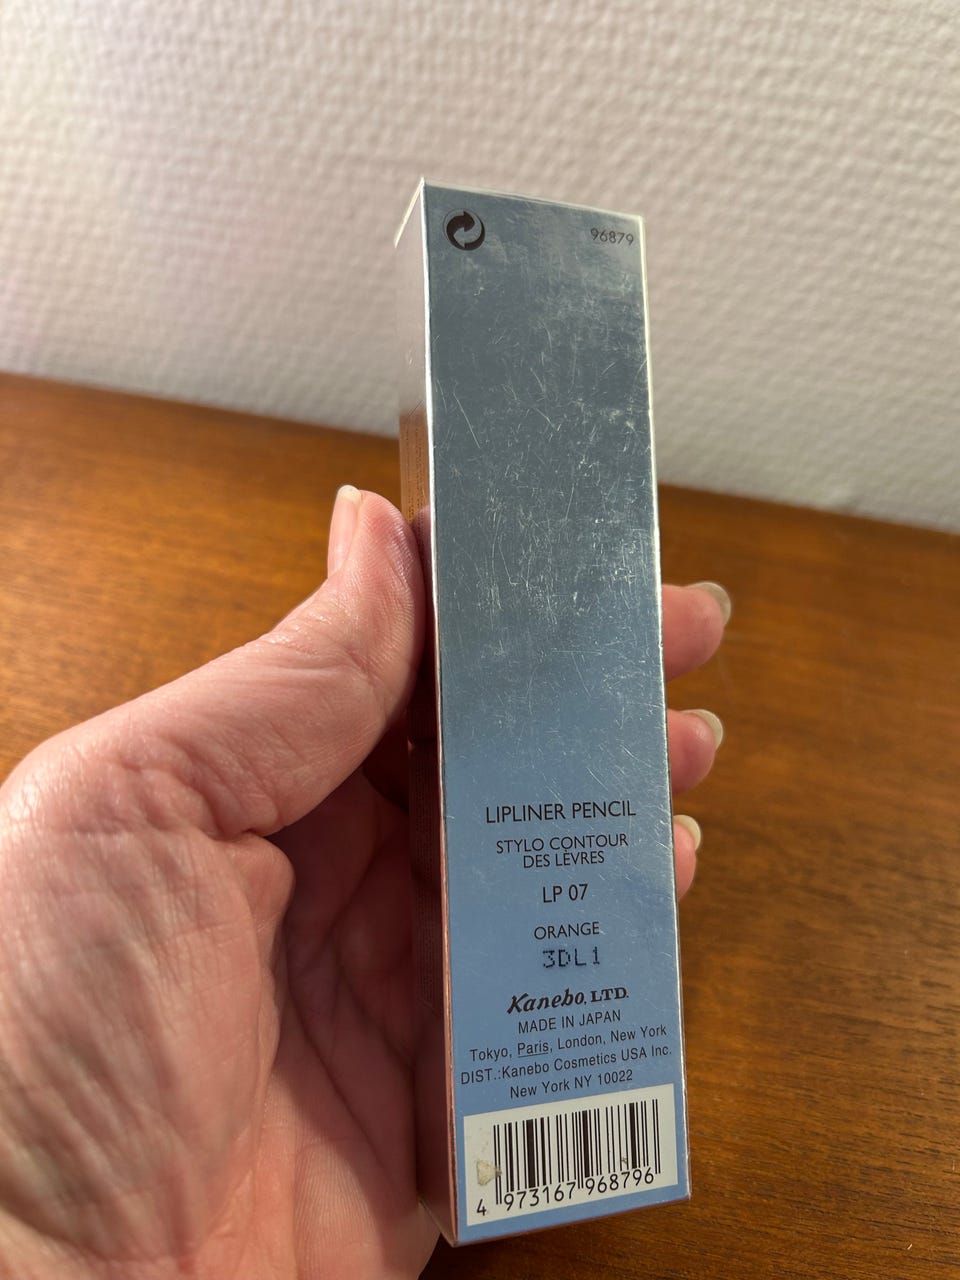 96879
LIPLINER PENCIL
STYLO CONTOUR
DES LÈVRES
LP 07
ORANGE
3DL1
Kanebo, LTD.
MADE IN JAPAN
Tokyo, Paris, London, New York
DIST.:Kanebo Cosmetics USA Inc.
New York NY 10022
4 973167 968796